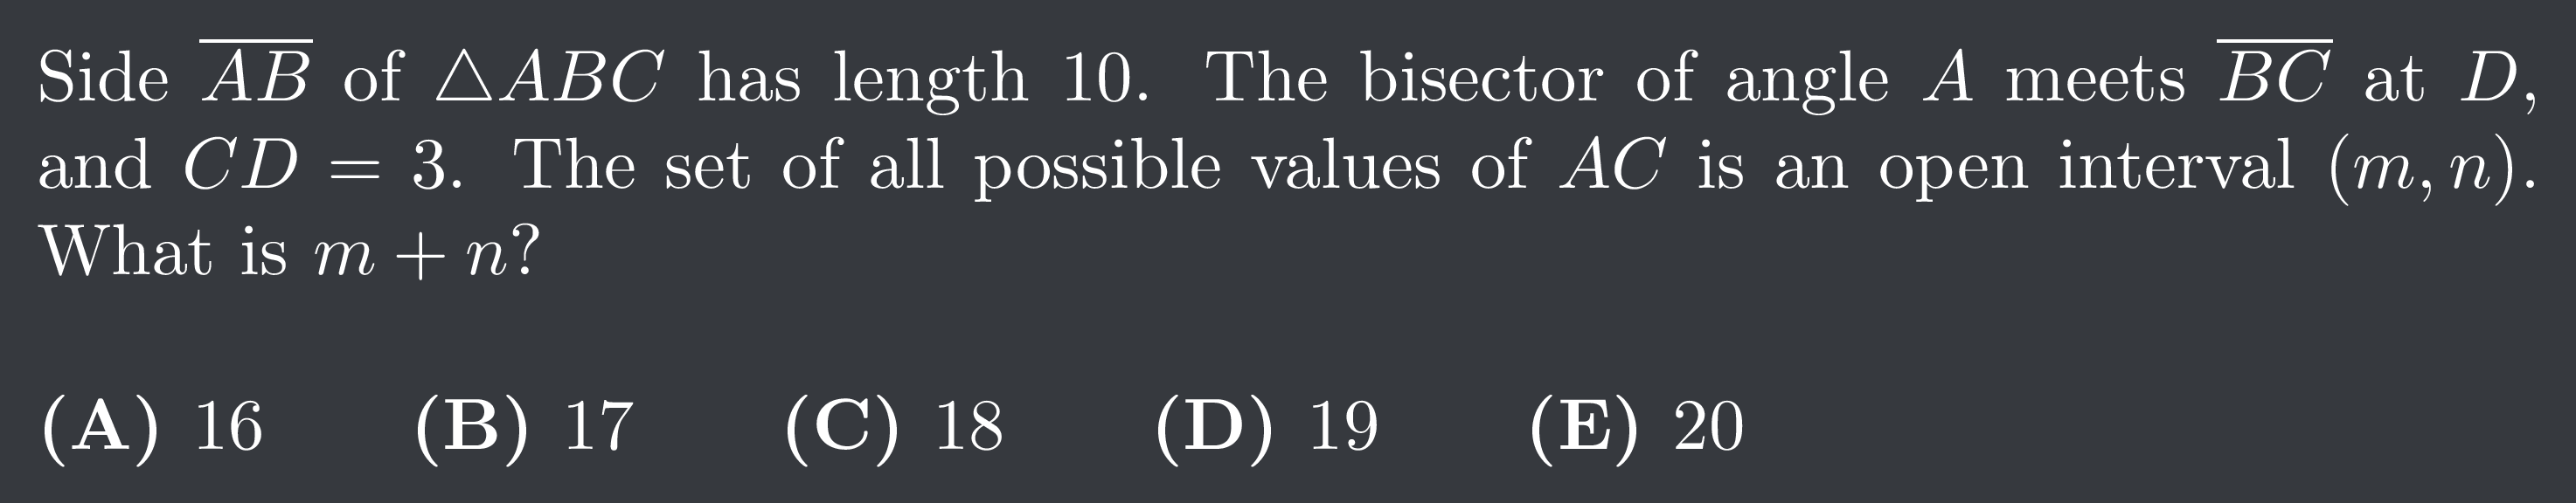 Side $\overline{AB}$ of $\triangle ABC$ has length 10. The bisector of angle $A$ meets $\overline{BC}$ at $D$,
and $CD = 3$. The set of all possible values of $AC$ is an open interval $(m, n)$.
What is $m + n$?
(A) 16 (B) 17 (C) 18 (D) 19 (E) 20